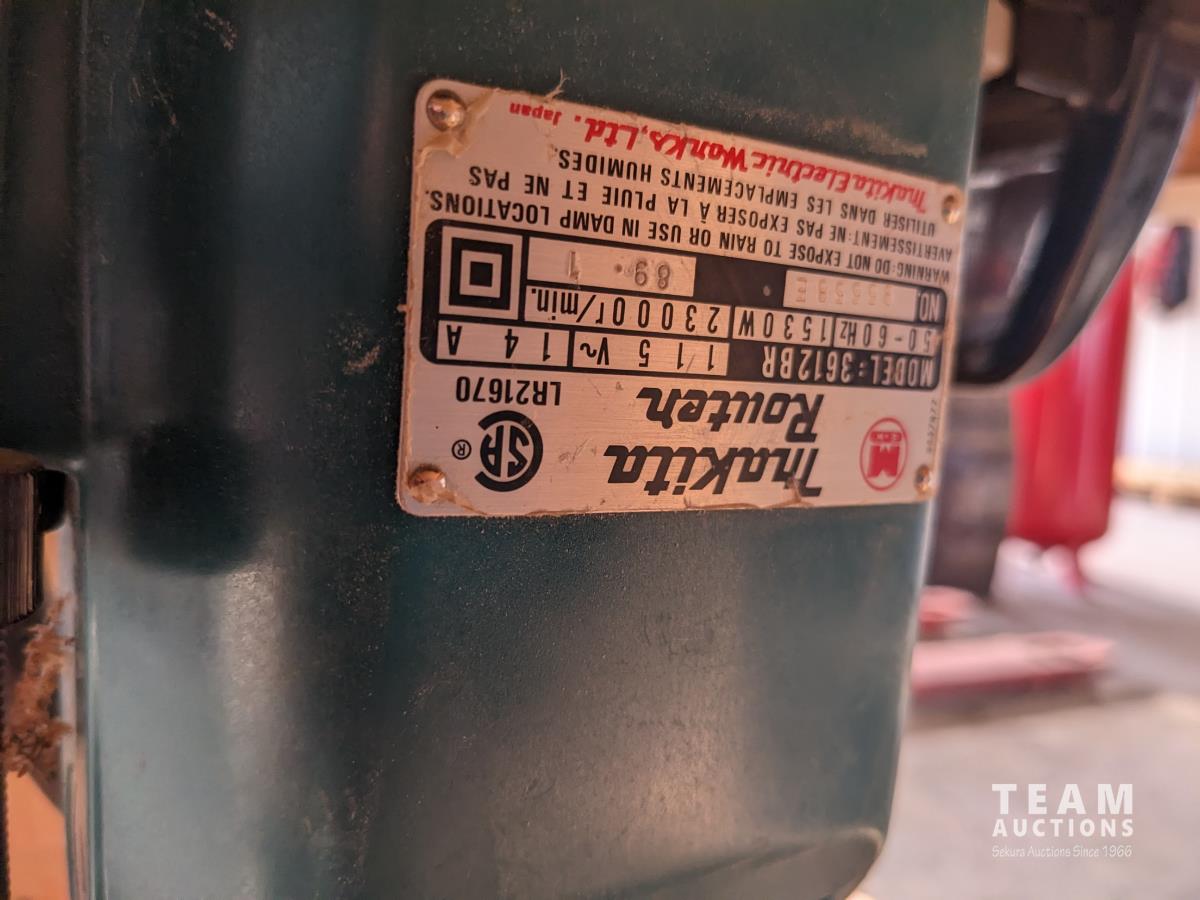 Makita
Router
LR21670
MODEL: 3612BR 115V~ 14 A
50-60Hz 1530W 23000r/min.
NO. 89. 1
WARNING: DO NOT EXPOSE TO RAIN OR USE IN DAMP LOCATIONS.
AVERTISSEMENT: NE PAS EXPOSER À LA PLUIE ET NE PAS
UTILISER DANS LES EMPLACEMENTS HUMIDES.
Makita Electric Works, Ltd. Japan
TEAM
AUCTIONS
Sekura Auctions Since 1966